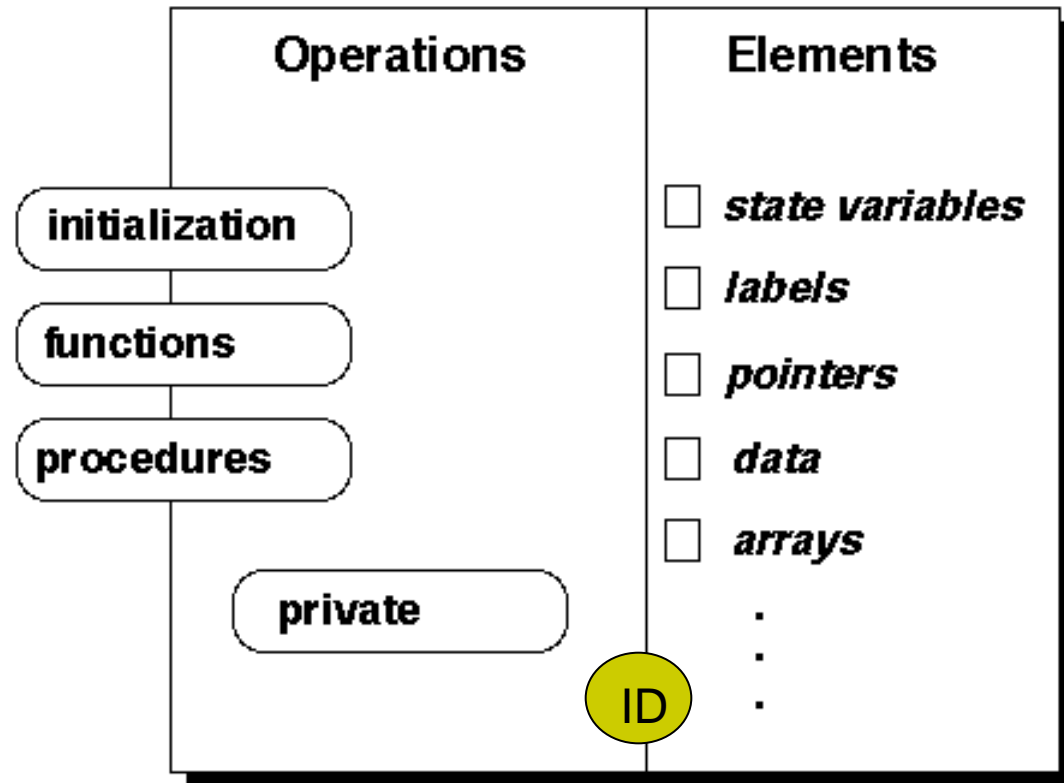 Operations
initialization
functions
procedures
private
ID
Elements
state variables
labels
pointers
data
arrays
.
.
.